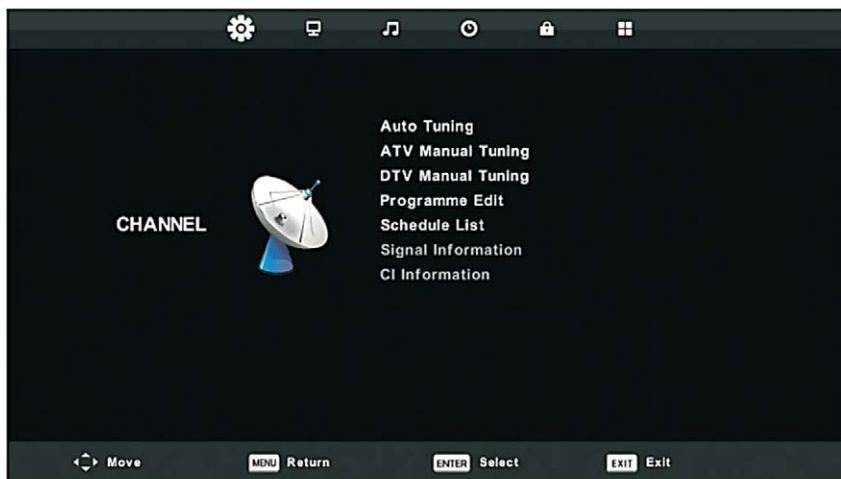 CHANNEL
Auto Tuning
ATV Manual Tuning
DTV Manual Tuning
Programme Edit
Schedule List
Signal Information
CI Information
Move MENU Return ENTER Select EXIT Exit